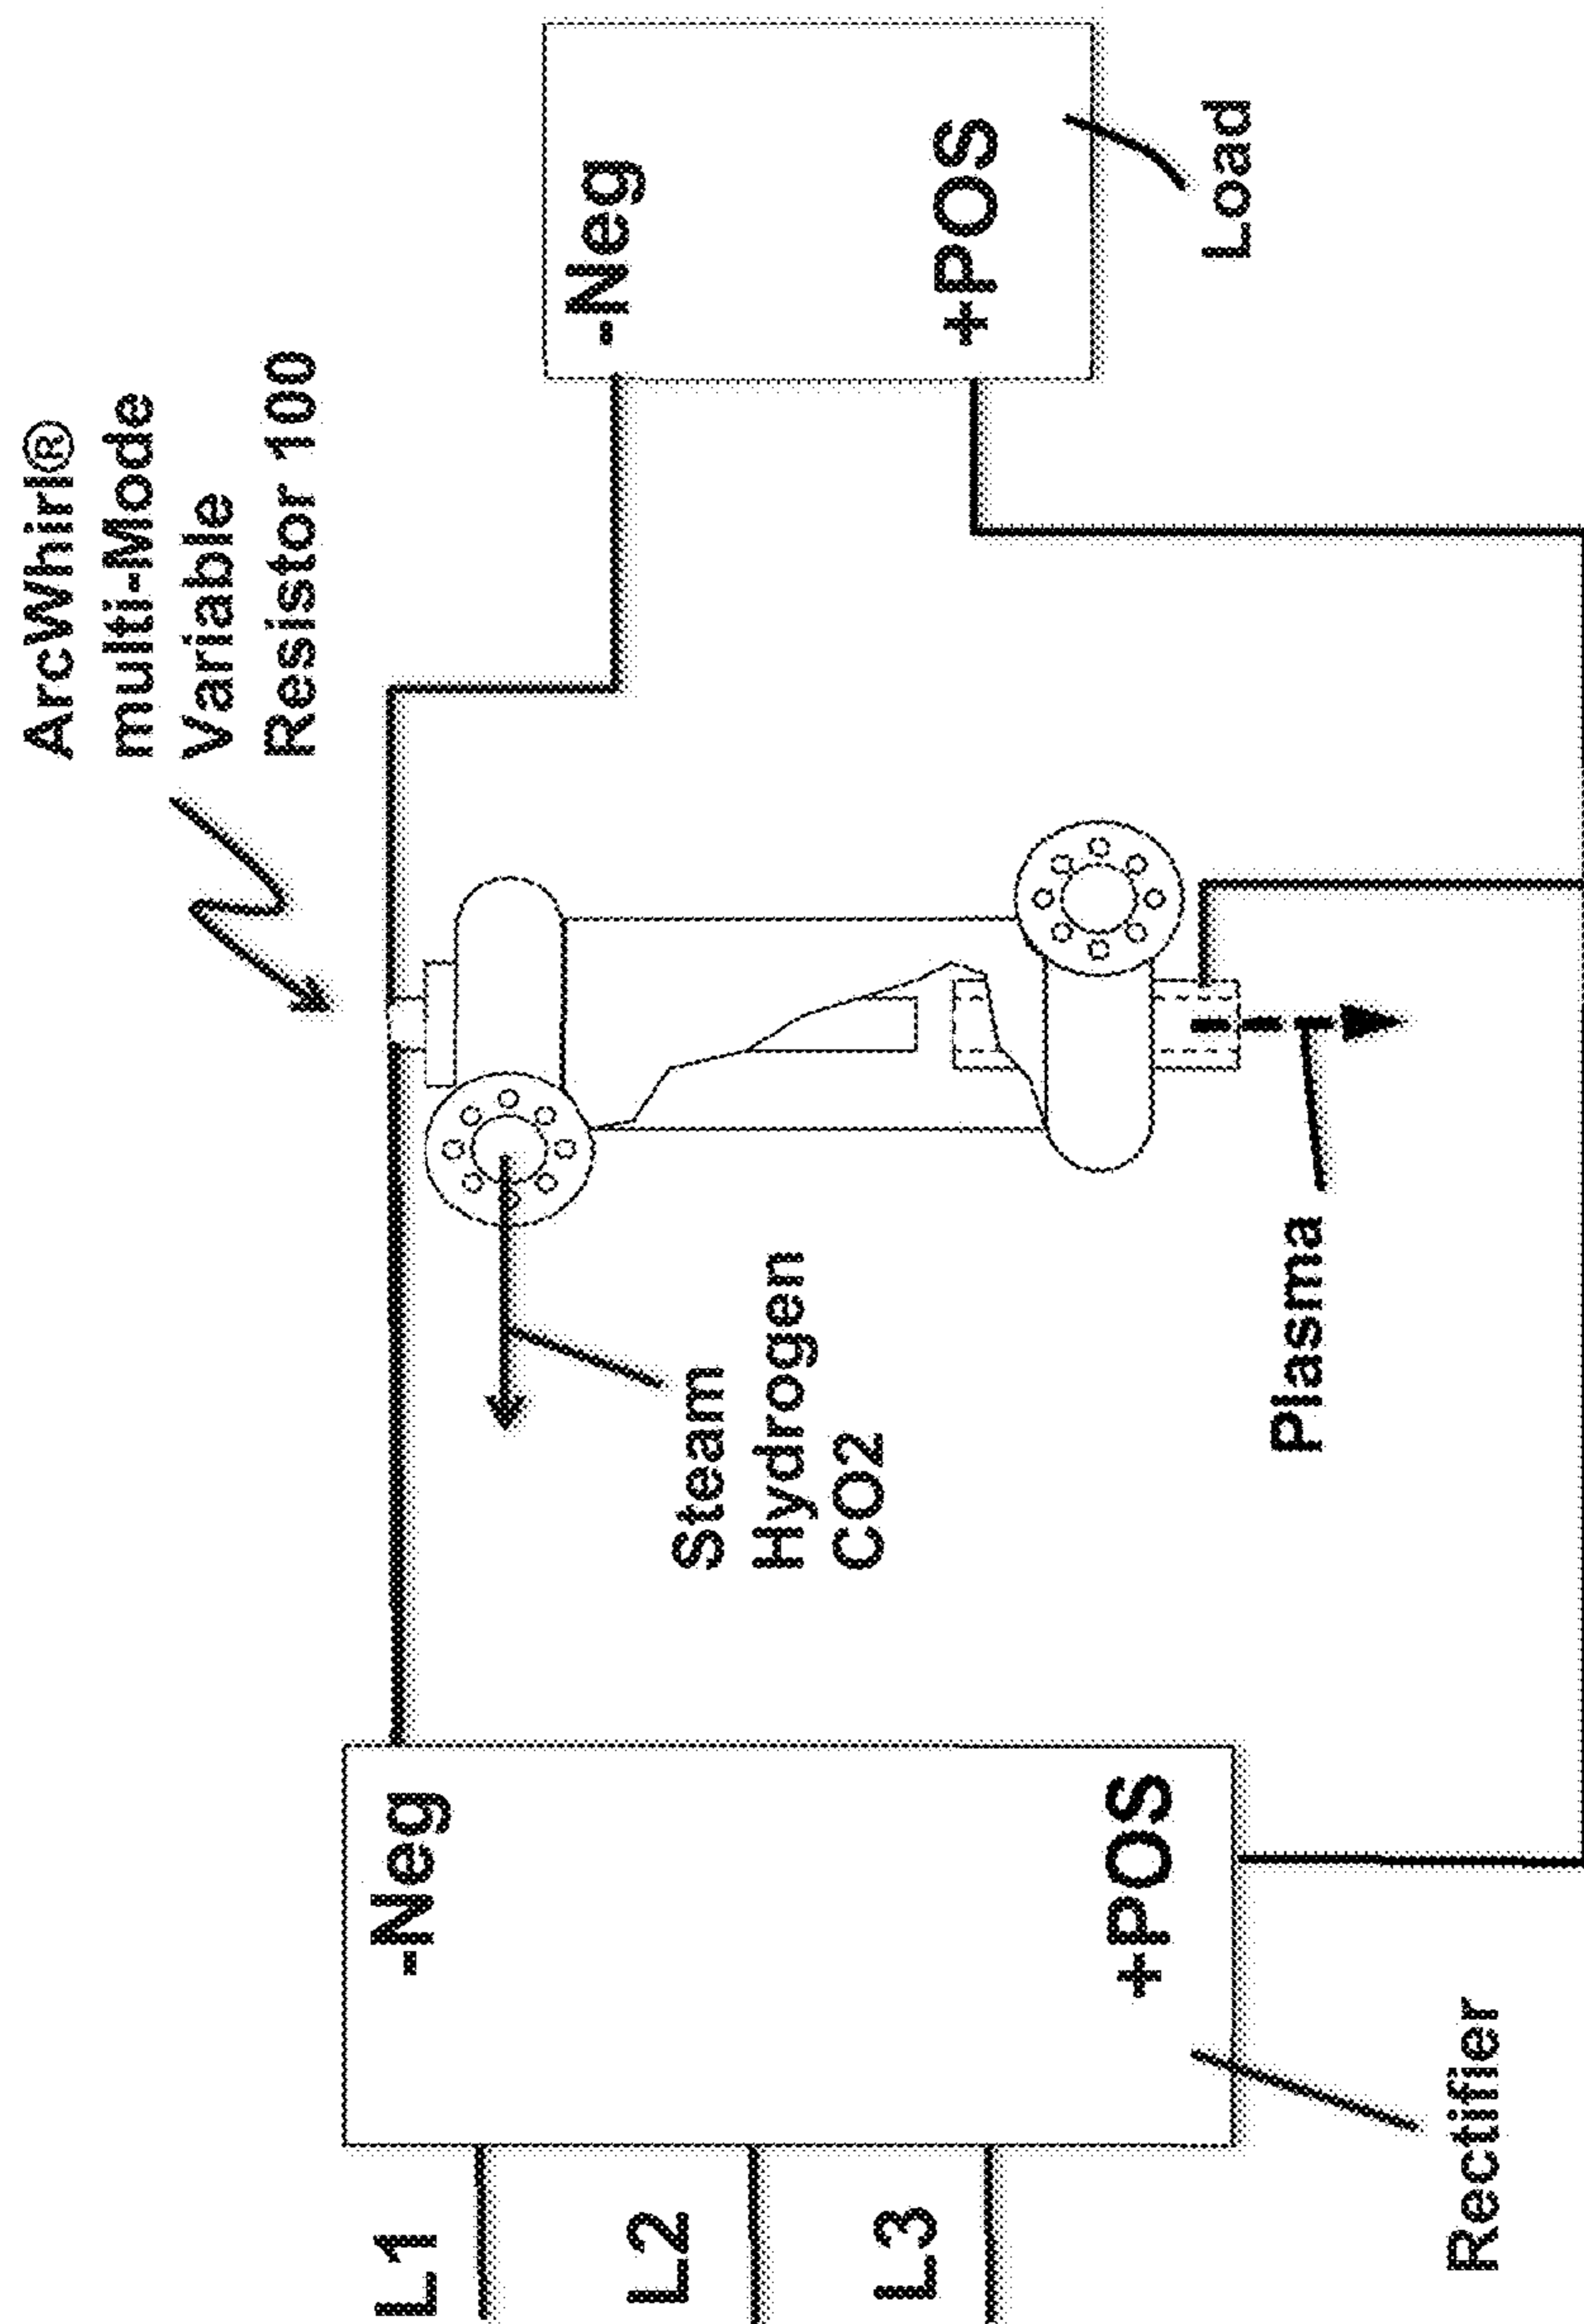 ArcWhirl®
multi-Mode
Variable
Resistor 100
-Neg
+POS
Load
Steam
Hydrogen
CO2
Plasma
-Neg
+POS
L1
L2
L3
Rectifier